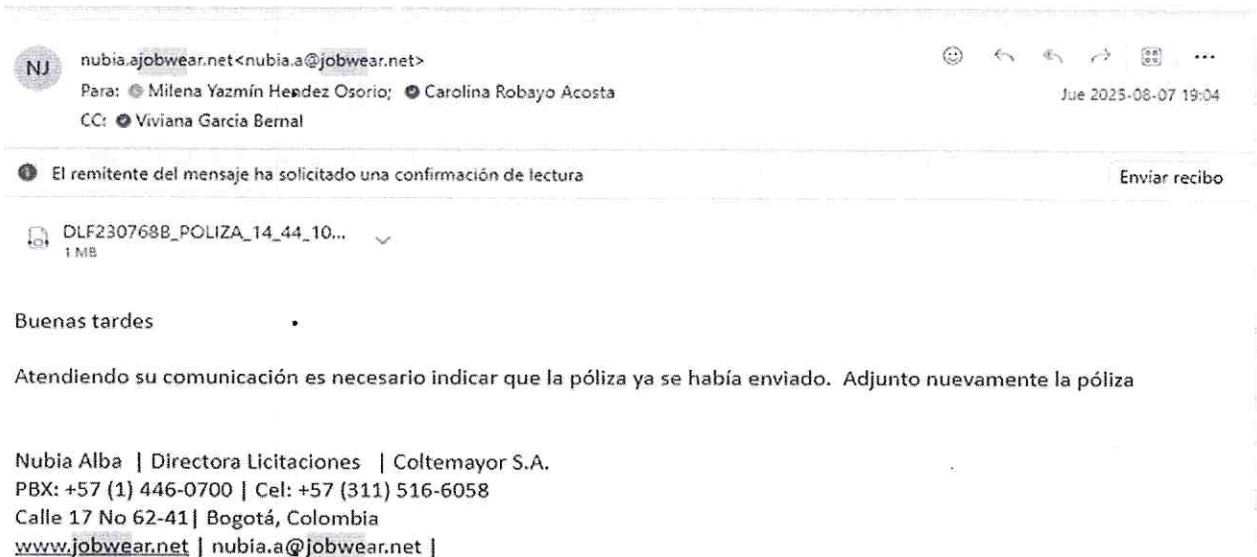 NJ
nubia.ajobwear.net<nubia.a@jobwear.net>
Para: Milena Yazmín Hendez Osorio; Carolina Robayo Acosta
Jue 2025-08-07 19:04
CC: Viviana Garcia Bernal
El remitente del mensaje ha solicitado una confirmación de lectura
Enviar recibo
DLF230768B_POLIZA_14_44_10...
1 MB
Buenas tardes
Atendiendo su comunicación es necesario indicar que la póliza ya se había enviado. Adjunto nuevamente la póliza
Nubia Alba | Directora Licitaciones | Coltemayor S.A.
PBX: +57 (1) 446-0700 | Cel: +57 (311) 516-6058
Calle 17 No 62-41| Bogotá, Colombia
www.jobwear.net | nubia.a@jobwear.net |